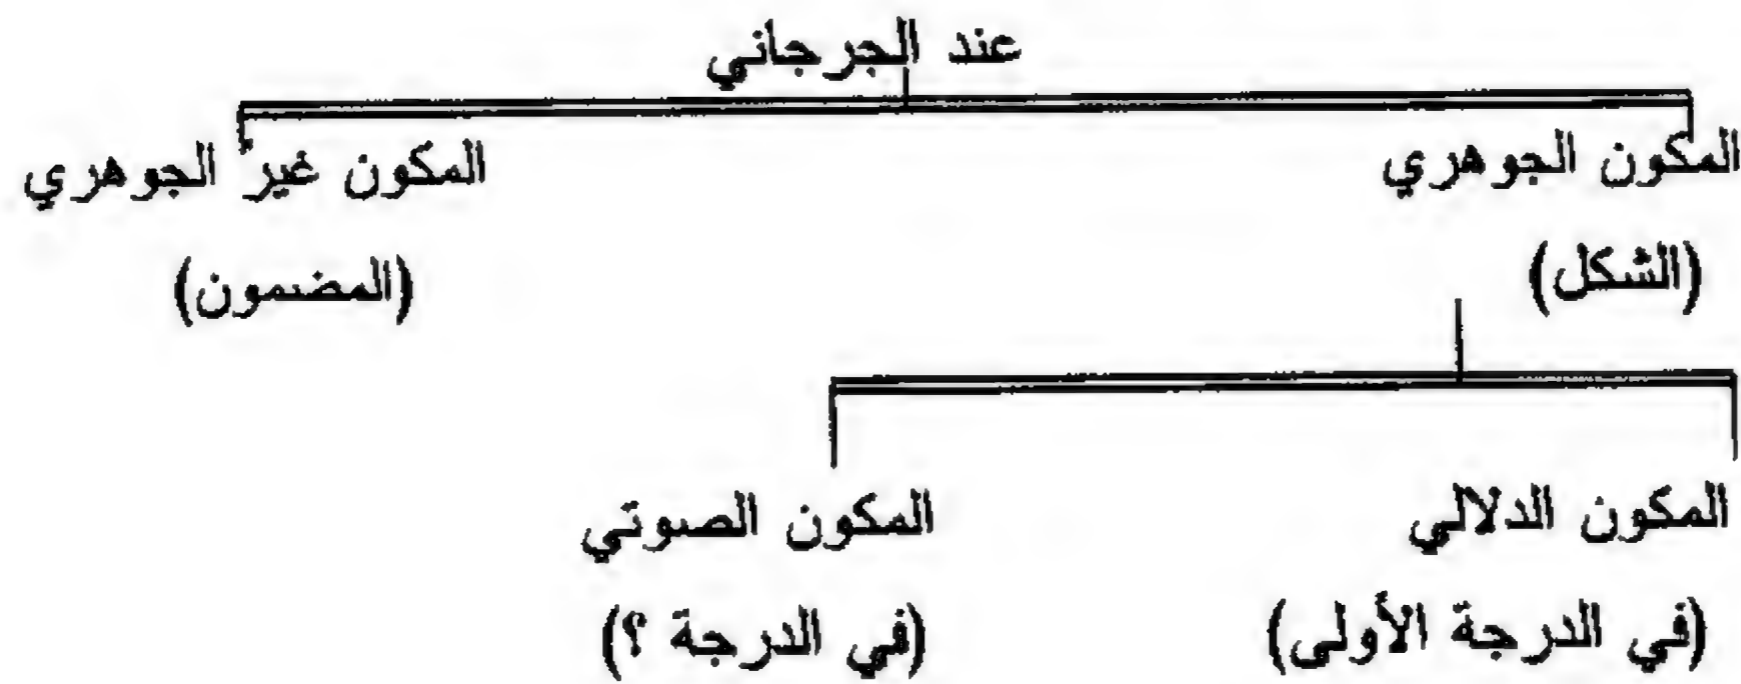 عند الجرجاني
المكون الجوهري
(الشكل)
المكون غير الجوهري
(المضمون)
المكون الدلالي
(في الدرجة الأولى)
المكون الصوتي
(في الدرجة ؟)